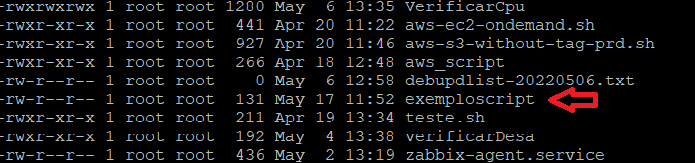 -rwxrwxrwx 1 root root 1200 May  6 13:35 VerificarCpu
-rwxr-xr-x 1 root root  441 Apr 20 11:22 aws-ec2-ondemand.sh
-rwxr-xr-x 1 root root  927 Apr 20 11:46 aws-s3-without-tag-prd.sh
-rwxr-xr-x 1 root root  266 Apr 18 12:48 aws_script
-rw-r--r-- 1 root root    0 May  6 12:58 debupdlist-20220506.txt
-rw-r--r-- 1 root root  131 May 17 11:52 exemploscript
-rwxr-xr-x 1 root root  211 Apr 19 13:34 teste.sh
-rwxr-xr-x 1 root root  192 May  4 13:38 verificarDesa
-rw-r--r-- 1 root root  436 May  2 13:19 zabbix-agent.service